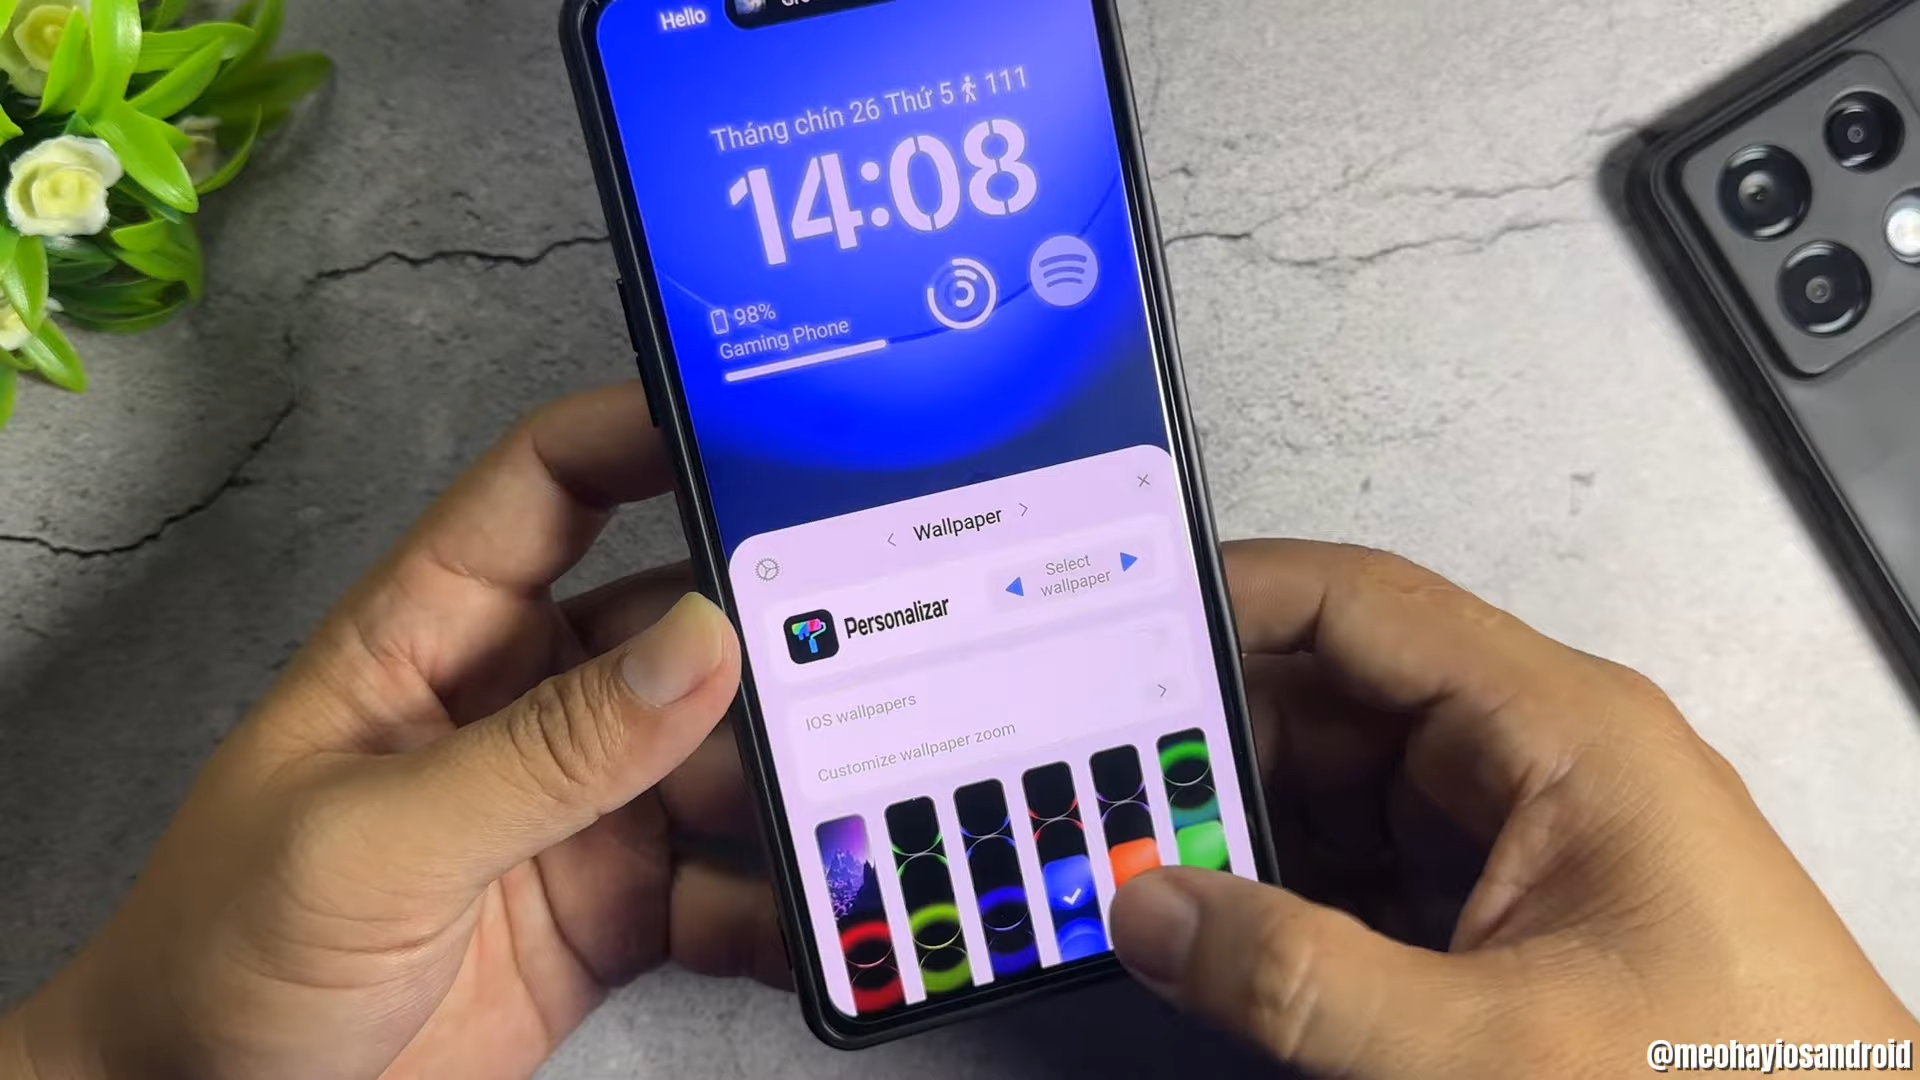 Hello
Tháng chín 26 Thứ 5 111
14:08
98%
Gaming Phone
Wallpaper
Select
wallpaper
Personalizar
IOS wallpapers
Customize wallpaper zoom
@meohayiosandroid